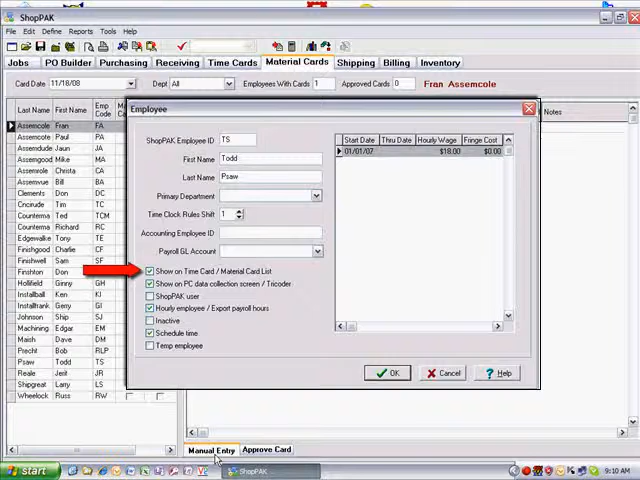 ShopPAK
File Edit Define Reports Tools Help
Jobs PO Builder Purchasing Receiving Time Cards Material Cards Shipping Billing Inventory
Card Date 11/18/08 Dept All Employees With Cards 1 Approved Cards 0 Fran Assemcole
Last Name First Name Emp Code
Notes
Assemcole Fran FA
Assemcole Paul PA
Assemdude Jaun JA
Assemgood Mike MA
Assemrole Christa CA
Assemvue Bill BA
Clements Don DC
Cncirude Tim TC
Counterma Ted TCM
Counterma Richard RC
Edgewalke Tony TE
Finishgood Charlie CF
Finishwell Sam SF
Finshton Don
Hollifield Ginny GH
Installball Ken KI
Installfran Gerry GI
Johnson Ship SJ
Machining Edgar EM
Maish Dave DM
Precht Bob RLP
Psaw Todd TS
Reale Jerit JR
Shipgreat Larry LS
Wheelock Russ RW
Employee
ShopPAK Employee ID TS
First Name Todd
Last Name Psaw
Primary Department
Time Clock Rules Shift 1
Accounting Employee ID
Payroll GL Account
Show on Time Card / Material Card List
Show on PC data collection screen / Tricoder
ShopPAK user
Hourly employee / Export payroll hours
Inactive
Schedule time
Temp employee
Start Date Thru Date Hourly Wage Fringe Cost
01/01/07 $18.00 $0.00
OK Cancel Help
Manual Entry Approve Card
start ShopPAK 9:10 AM